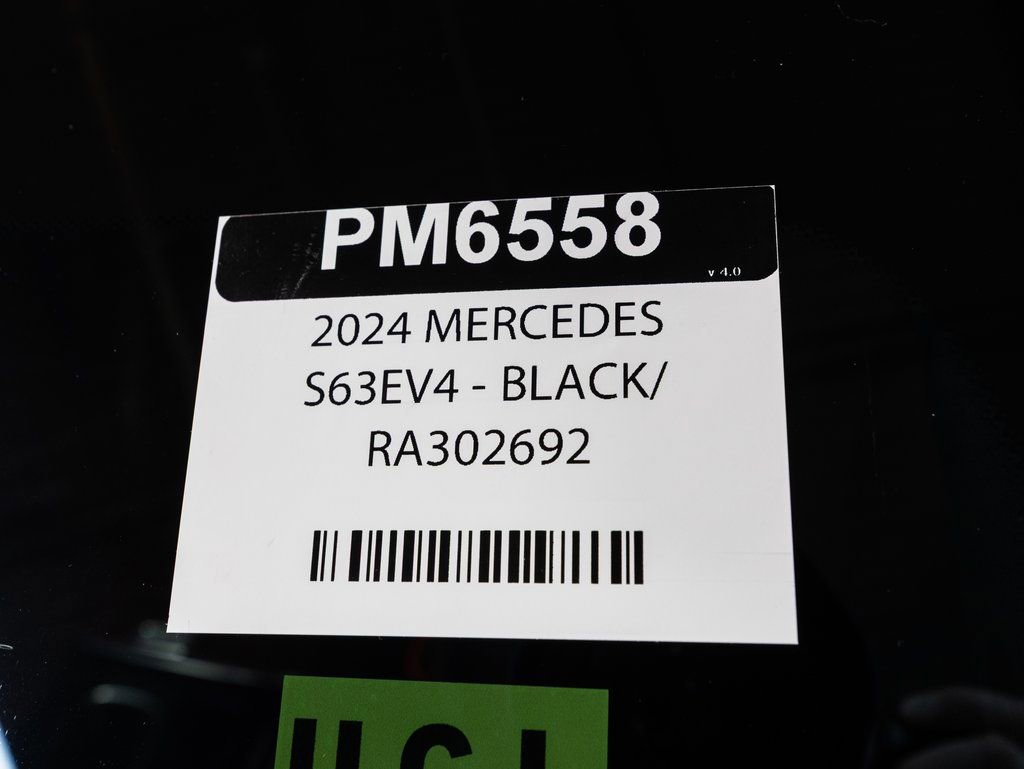 PM6558
v 4.0
2024 MERCEDES
S63EV4 - BLACK/
RA302692